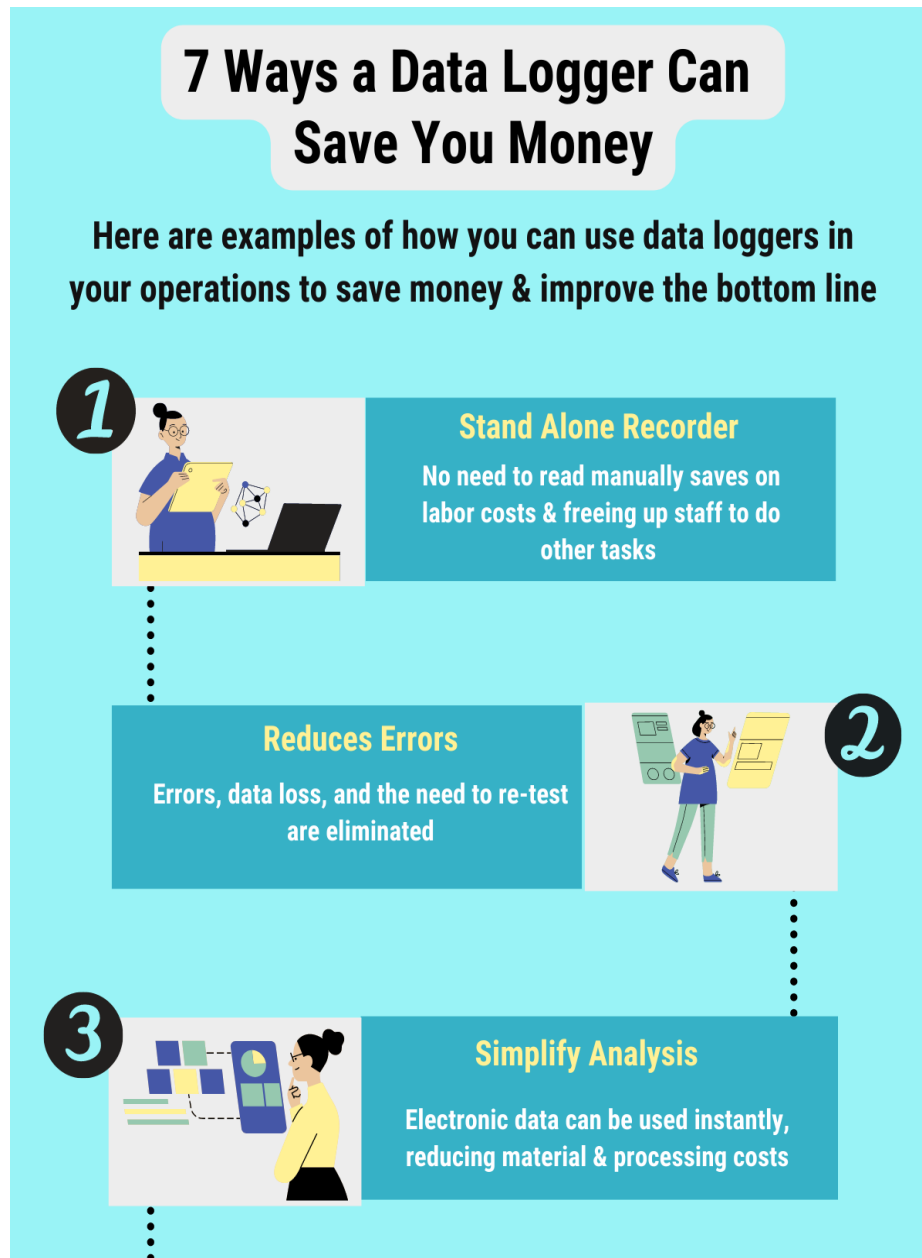 7 Ways a Data Logger Can
Save You Money
Here are examples of how you can use data loggers in
your operations to save money & improve the bottom line
1
Stand Alone Recorder
No need to read manually saves on
labor costs & freeing up staff to do
other tasks
Reduces Errors
2
Errors, data loss, and the need to re-test
are eliminated
3
Simplify Analysis
Electronic data can be used instantly,
reducing material & processing costs